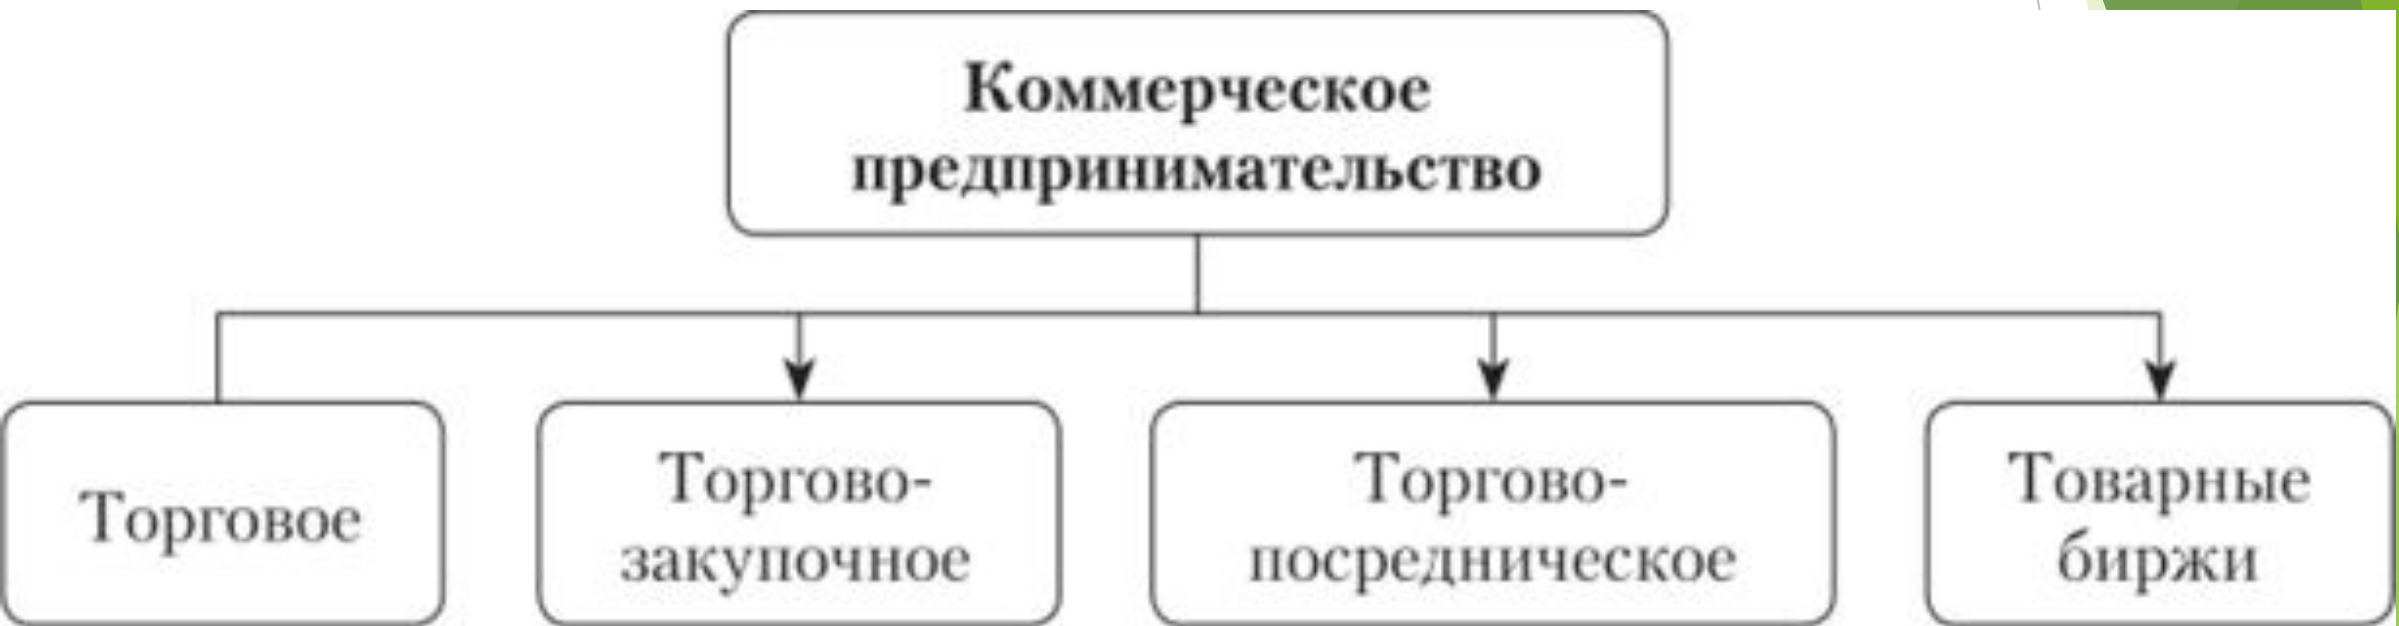 Коммерческое
предпринимательство
Торговое
Торгово-
закупочное
Торгово-
посредническое
Товарные
биржи